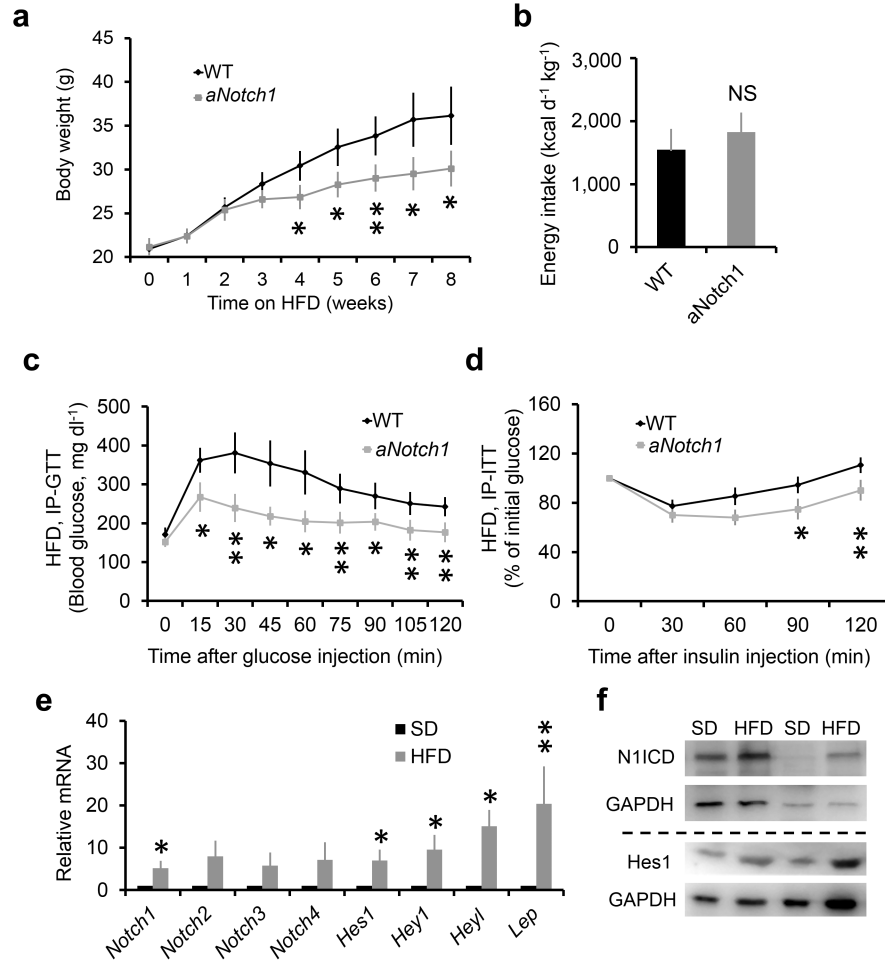 a
45
40
35
30
25
20
Body weight (g)
WT
aNotch1
* * ** * *
0 1 2 3 4 5 6 7 8
Time on HFD (weeks)
b
3,000
2,000
1,000
0
Energy intake (kcal d⁻¹ kg⁻¹)
NS
WT
aNotch1
c
500
400
300
200
100
0
HFD, IP-GTT
(Blood glucose, mg dl⁻¹)
WT
aNotch1
* ** * * ** * ** **
0 15 30 45 60 75 90 105 120
Time after glucose injection (min)
d
160
120
80
40
0
HFD, IP-ITT
(% of initial glucose)
WT
aNotch1
* **
0 30 60 90 120
Time after insulin injection (min)
e
40
30
20
10
0
Relative mRNA
SD
HFD
* * * * **
Notch1 Notch2 Notch3 Notch4 Hes1 Hey1 Heyl Lep
f
SD HFD SD HFD
N1ICD
GAPDH
Hes1
GAPDH